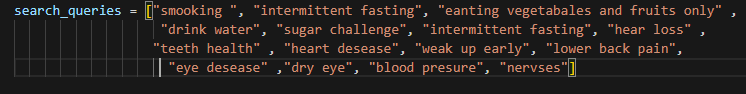 search_queries = ["smooking ", "intermittent fasting", "eanting vegetabales and fruits only" ,
"drink water", "sugar challenge", "intermittent fasting", "hear loss" ,
"teeth health" , "heart desease", "weak up early", "lower back pain",
"eye desease" ,"dry eye", "blood presure", "nervses"]